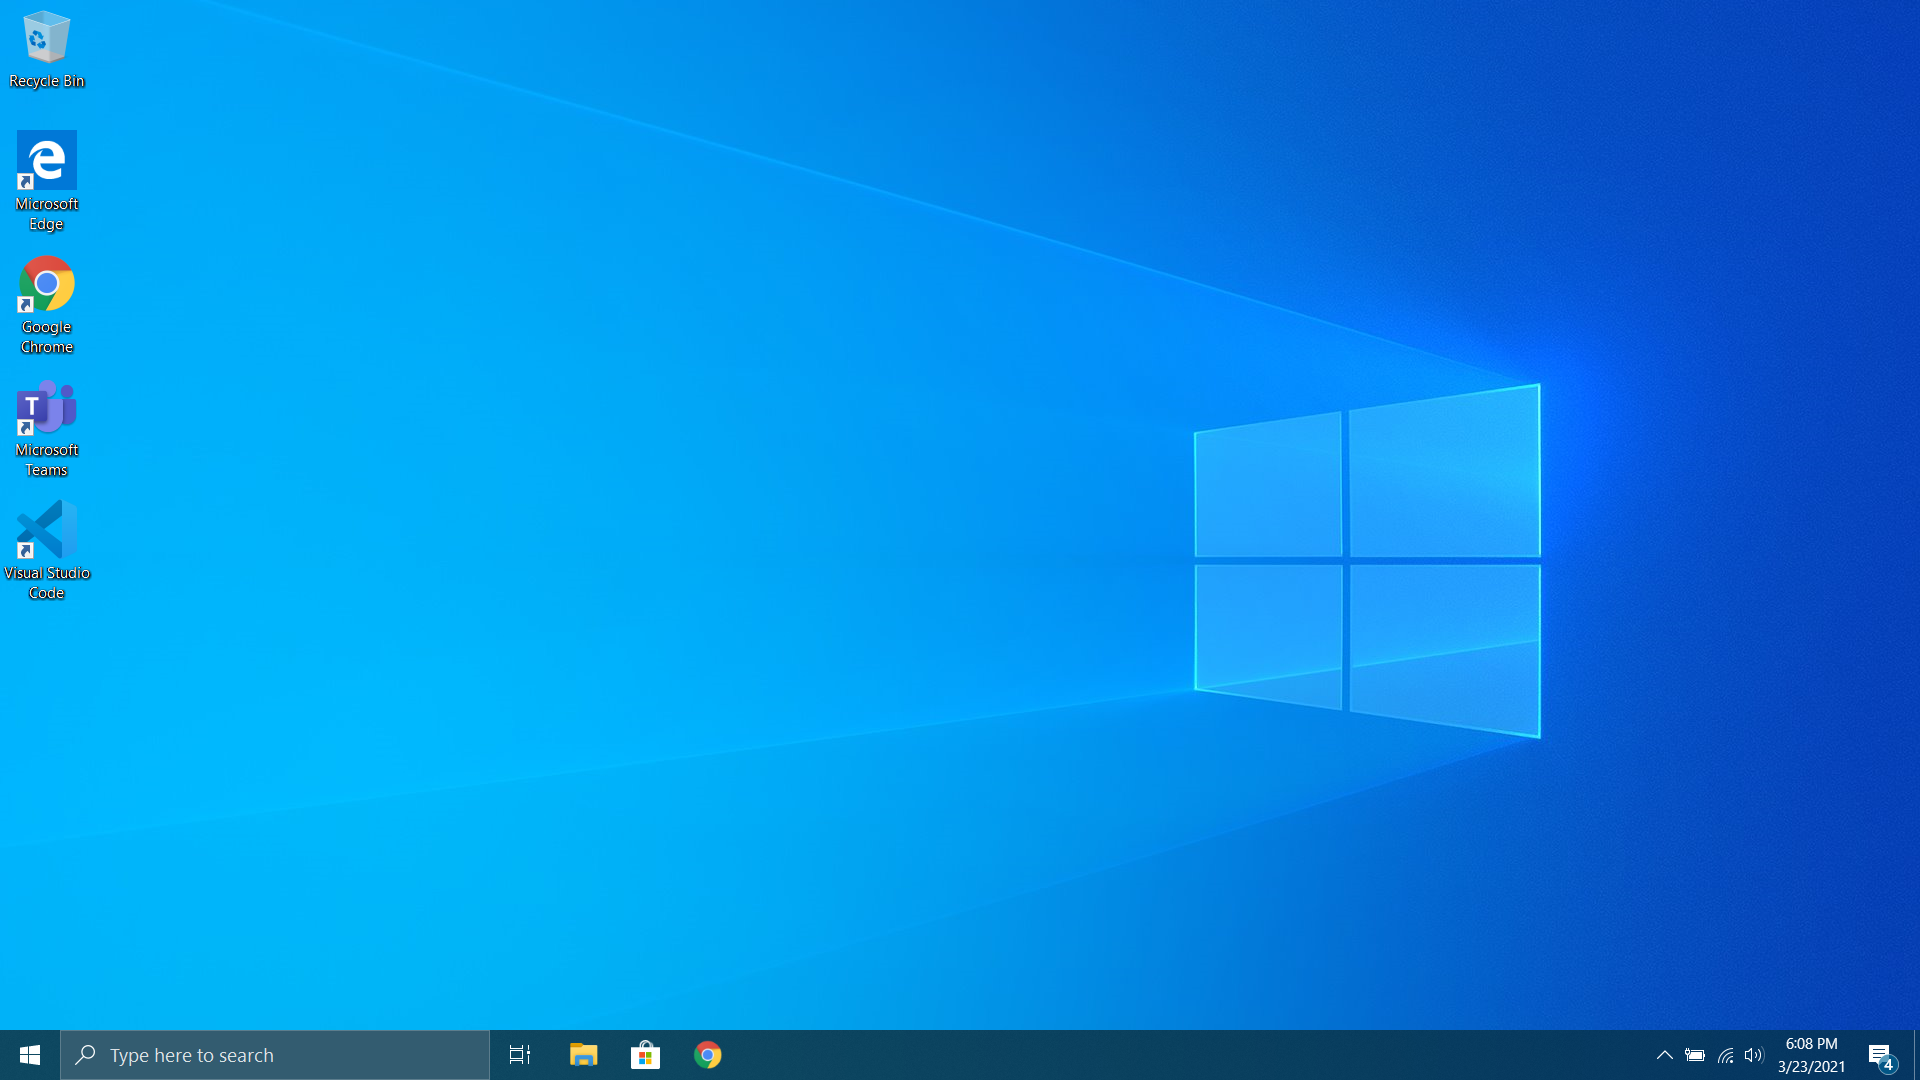 Recycle Bin
Microsoft
Edge
Google
Chrome
T
Microsoft
Teams
Visual Studio
Code
Type here to search
6:08 PM
3/23/2021
4